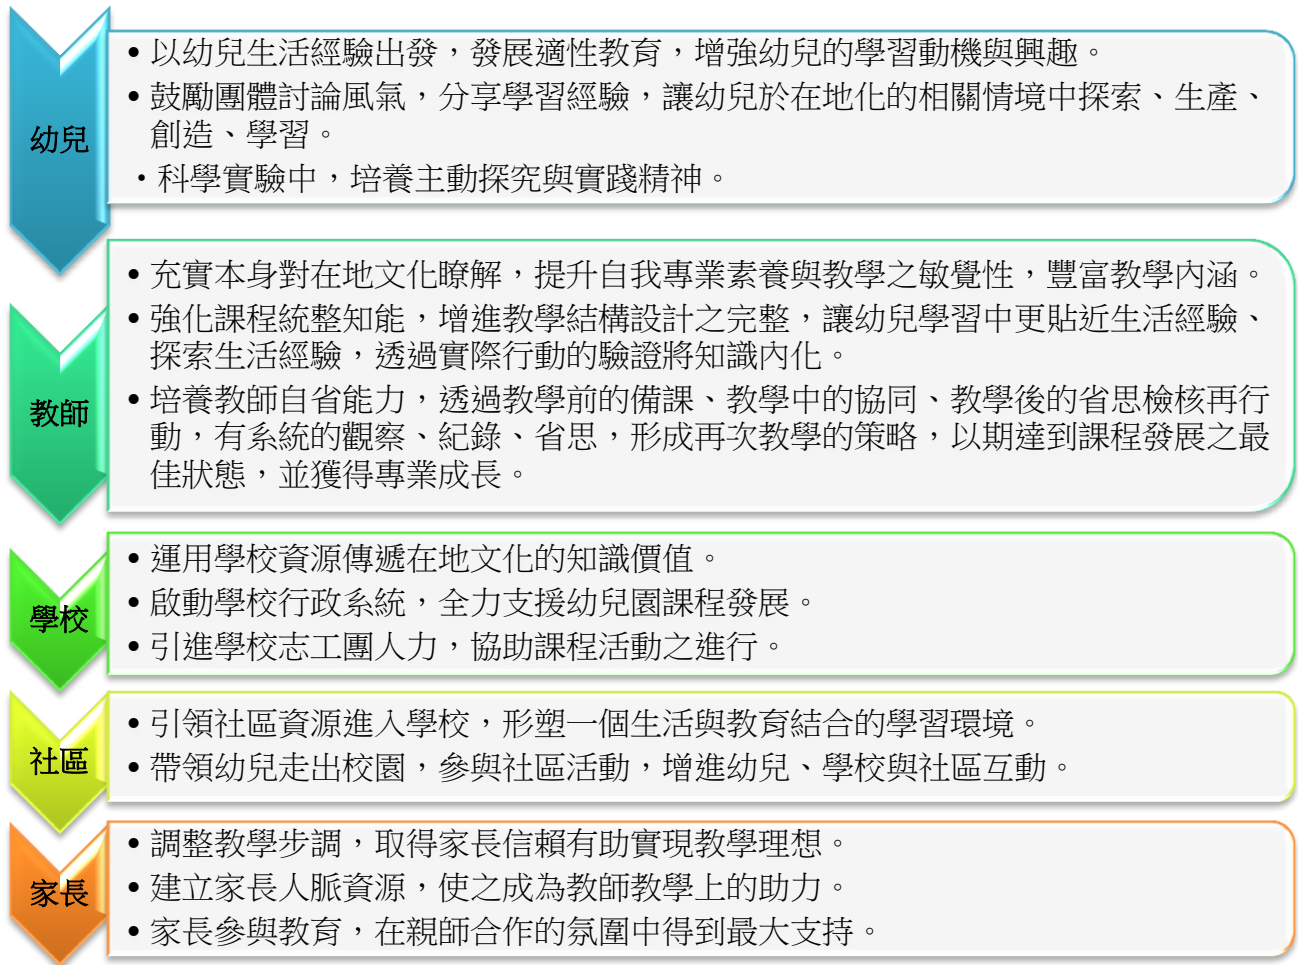 幼兒
•以幼兒生活經驗出發，發展適性教育，增強幼兒的學習動機與興趣。
•鼓勵團體討論風氣，分享學習經驗，讓幼兒於在地化的相關情境中探索、生產、
創造、學習。
・科學實驗中，培養主動探究與實踐精神。
教師
•充實本身對在地文化瞭解，提升自我專業素養與教學之敏覺性，豐富教學內涵。
•強化課程統整知能，增進教學結構設計之完整，讓幼兒學習中更貼近生活經驗、
探索生活經驗，透過實際行動的驗證將知識內化。
•培養教師自省能力，透過教學前的備課、教學中的協同、教學後的省思檢核再行
動，有系統的觀察、紀錄、省思，形成再次教學的策略，以期達到課程發展之最
佳狀態，並獲得專業成長。
學校
•運用學校資源傳遞在地文化的知識價值。
•啟動學校行政系統，全力支援幼兒園課程發展。
•引進學校志工團人力，協助課程活動之進行。
社區
•引領社區資源進入學校，形塑一個生活與教育結合的學習環境。
•帶領幼兒走出校園，參與社區活動，增進幼兒、學校與社區互動。
家長
•調整教學步調，取得家長信賴有助實現教學理想。
•建立家長人脈資源，使之成為教師教學上的助力。
•家長參與教育，在親師合作的氛圍中得到最大支持。